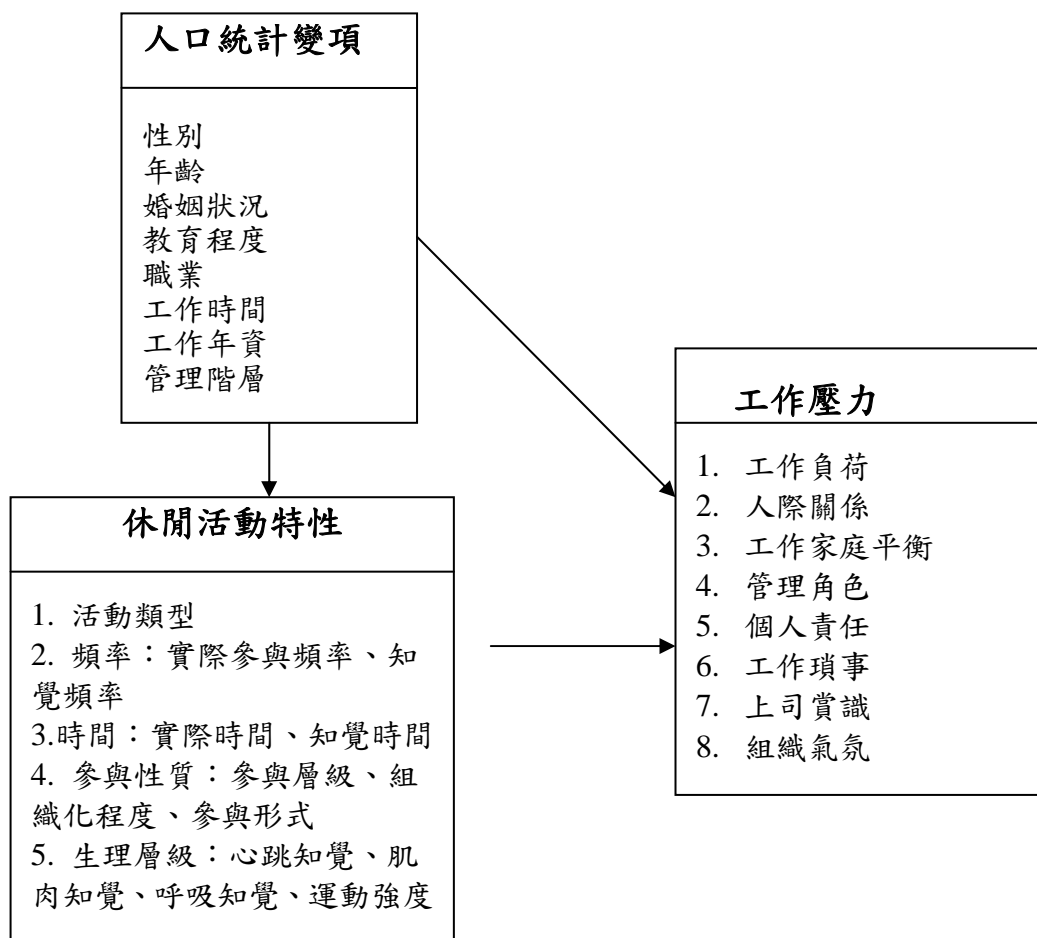 人口統計變項
性別
年齡
婚姻狀況
教育程度
職業
工作時間
工作年資
管理階層
休閒活動特性
1. 活動類型
2. 頻率：實際參與頻率、知
覺頻率
3.時間：實際時間、知覺時間
4. 參與性質：參與層級、組
織化程度、參與形式
5. 生理層級：心跳知覺、肌
肉知覺、呼吸知覺、運動強度
工作壓力
1. 工作負荷
2. 人際關係
3. 工作家庭平衡
4. 管理角色
5. 個人責任
6. 工作瑣事
7. 上司賞識
8. 組織氣氛